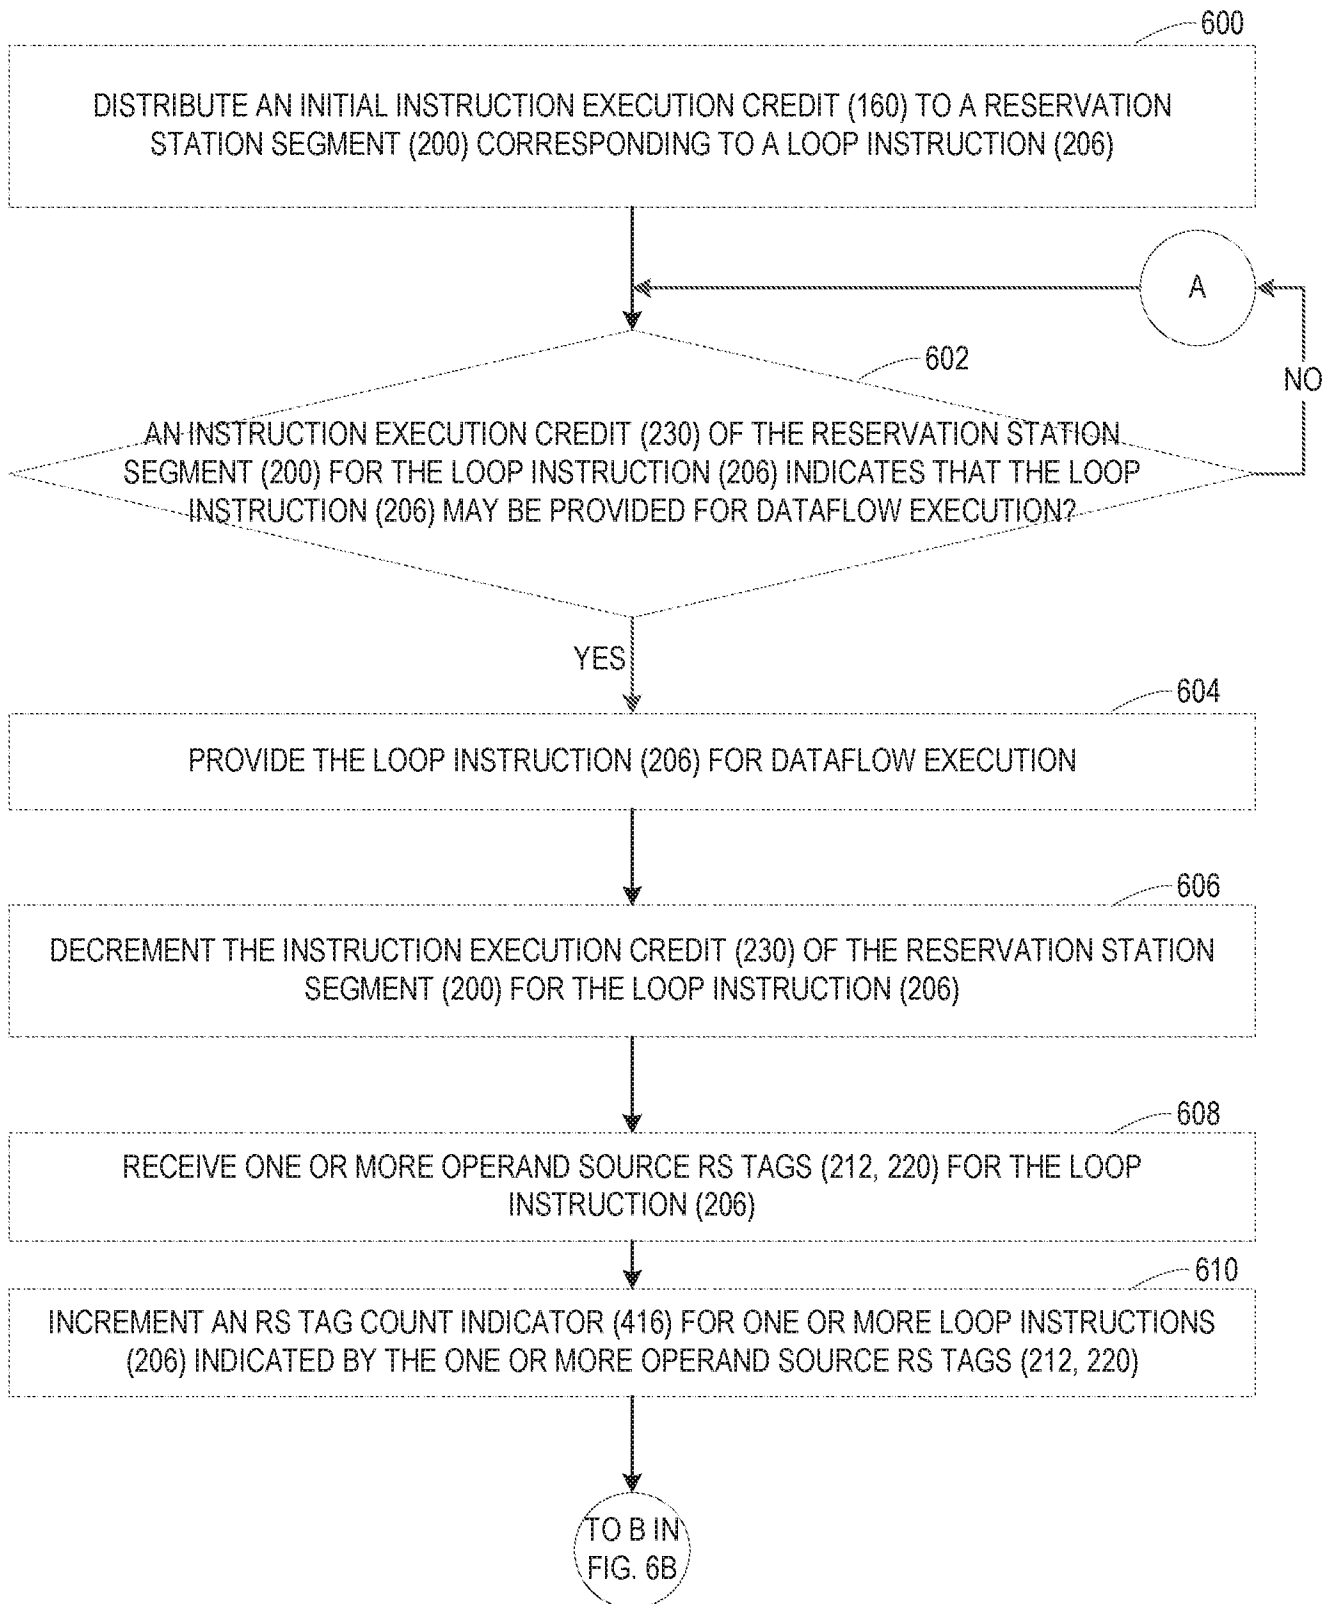 600
DISTRIBUTE AN INITIAL INSTRUCTION EXECUTION CREDIT (160) TO A RESERVATION
STATION SEGMENT (200) CORRESPONDING TO A LOOP INSTRUCTION (206)
A
602
NO
AN INSTRUCTION EXECUTION CREDIT (230) OF THE RESERVATION STATION
SEGMENT (200) FOR THE LOOP INSTRUCTION (206) INDICATES THAT THE LOOP
INSTRUCTION (206) MAY BE PROVIDED FOR DATAFLOW EXECUTION?
YES
604
PROVIDE THE LOOP INSTRUCTION (206) FOR DATAFLOW EXECUTION
606
DECREMENT THE INSTRUCTION EXECUTION CREDIT (230) OF THE RESERVATION STATION
SEGMENT (200) FOR THE LOOP INSTRUCTION (206)
608
RECEIVE ONE OR MORE OPERAND SOURCE RS TAGS (212, 220) FOR THE LOOP
INSTRUCTION (206)
610
INCREMENT AN RS TAG COUNT INDICATOR (416) FOR ONE OR MORE LOOP INSTRUCTIONS
(206) INDICATED BY THE ONE OR MORE OPERAND SOURCE RS TAGS (212, 220)
TO B IN
FIG. 6B